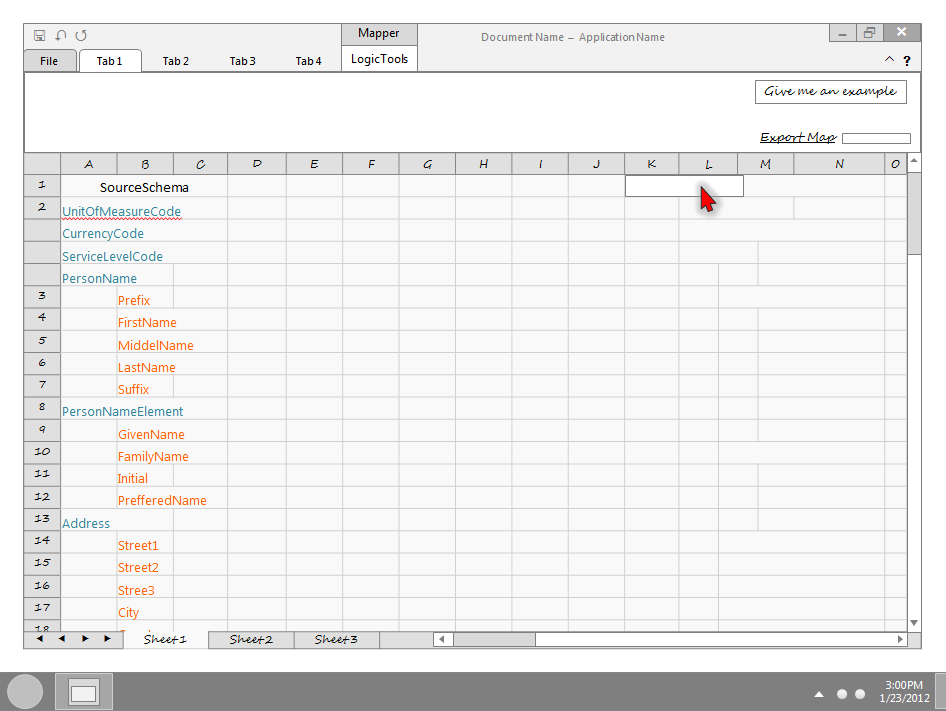 Mapper
Document Name – Application Name
File Tab 1 Tab 2 Tab 3 Tab 4 LogicTools ?
Give me an example
Export Map
A B C D E F G H I J K L M N O
1 SourceSchema
2 UnitOfMeasureCode
CurrencyCode
ServiceLevelCode
PersonName
3 Prefix
4 FirstName
5 MiddelName
6 LastName
7 Suffix
8 PersonNameElement
9 GivenName
10 FamilyName
11 Initial
12 PrefferedName
13 Address
14 Street1
15 Street2
16 Stree3
17 City
18
Sheet1 Sheet2 Sheet3
3:00PM
1/23/2012